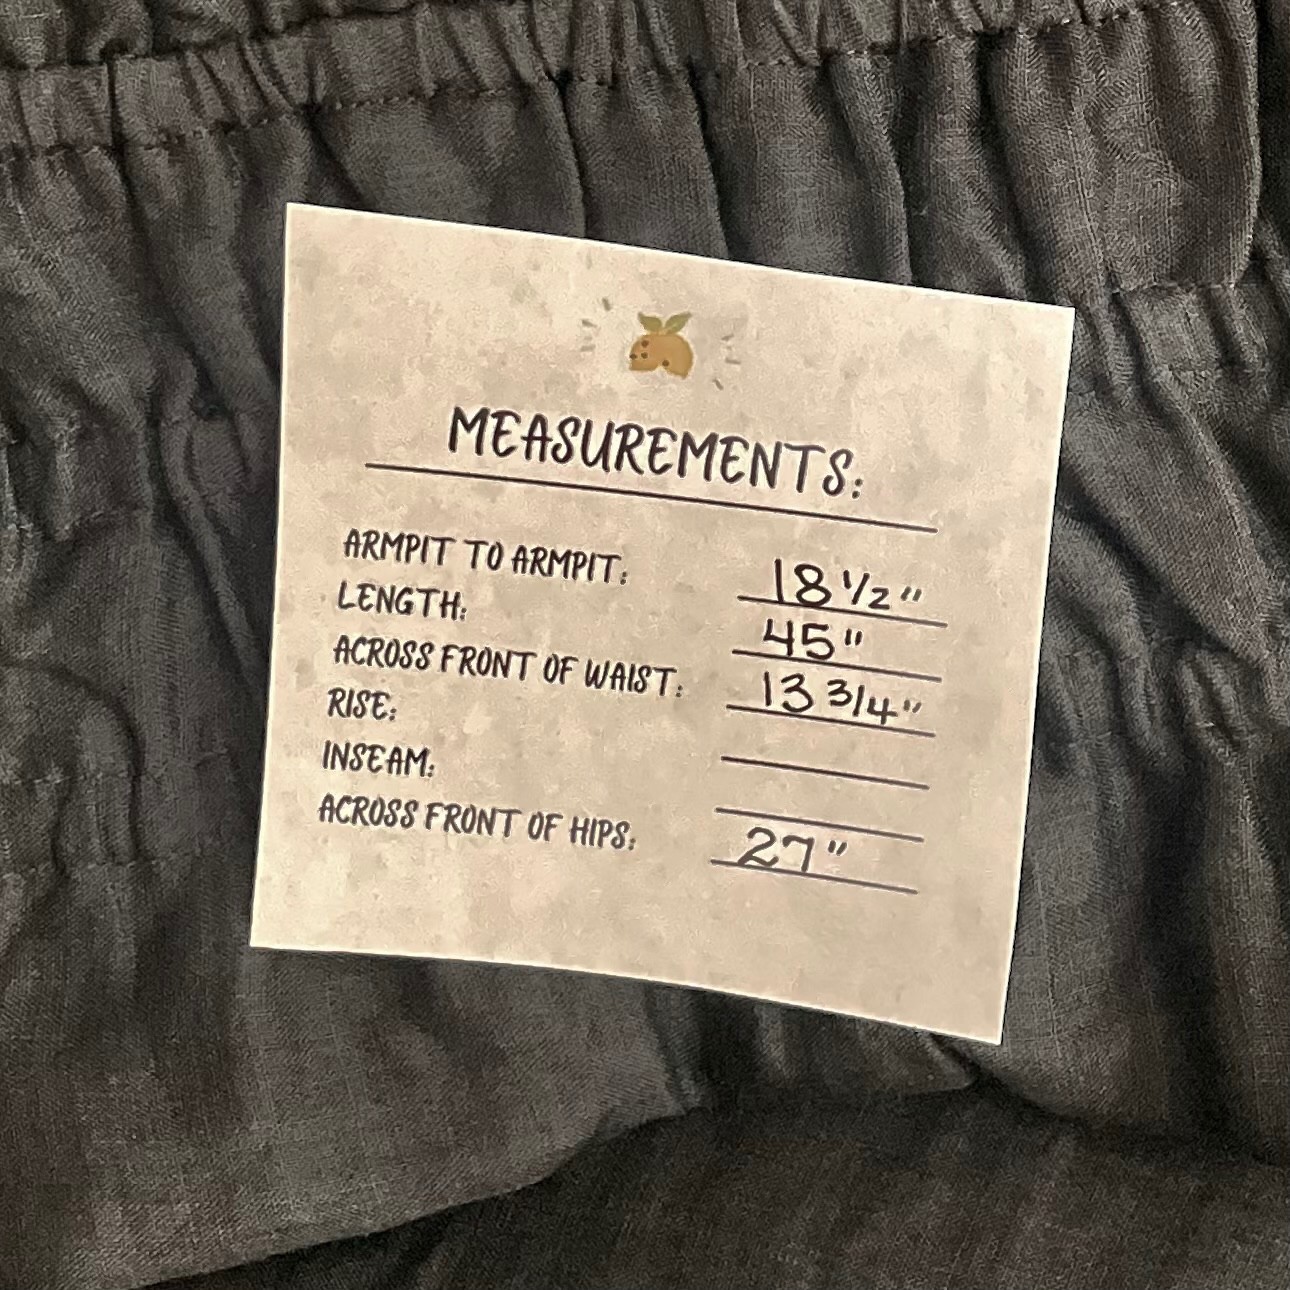 MEASUREMENTS:
ARMPIT TO ARMPIT: 18 1/2"
LENGTH: 45"
ACROSS FRONT OF WAIST: 13 3/4"
RISE:
INSEAM:
ACROSS FRONT OF HIPS: 27"